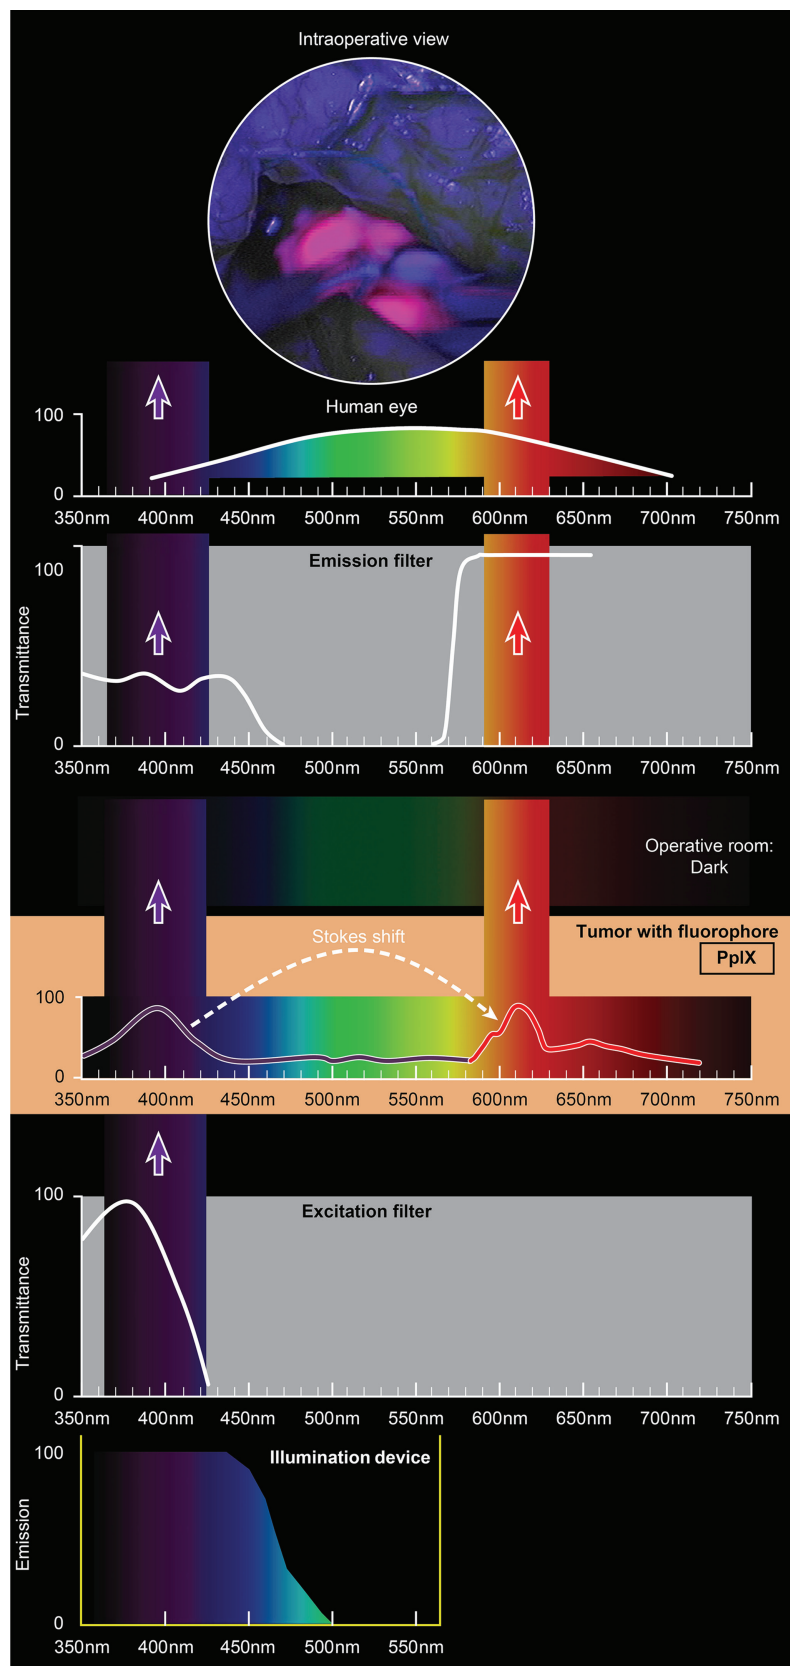 Intraoperative view
Human eye
100
0
350nm 400nm 450nm 500nm 550nm 600nm 650nm 700nm 750nm
Emission filter
100
Transmittance
0
350nm 400nm 450nm 500nm 550nm 600nm 650nm 700nm 750nm
Operative room:
Dark
Tumor with fluorophore
Stokes shift
PpIX
100
0
350nm 400nm 450nm 500nm 550nm 600nm 650nm 700nm 750nm
100
Excitation filter
Transmittance
0
350nm 400nm 450nm 500nm 550nm 600nm 650nm 700nm 750nm
100
Illumination device
Emission
0
350nm 400nm 450nm 500nm 550nm